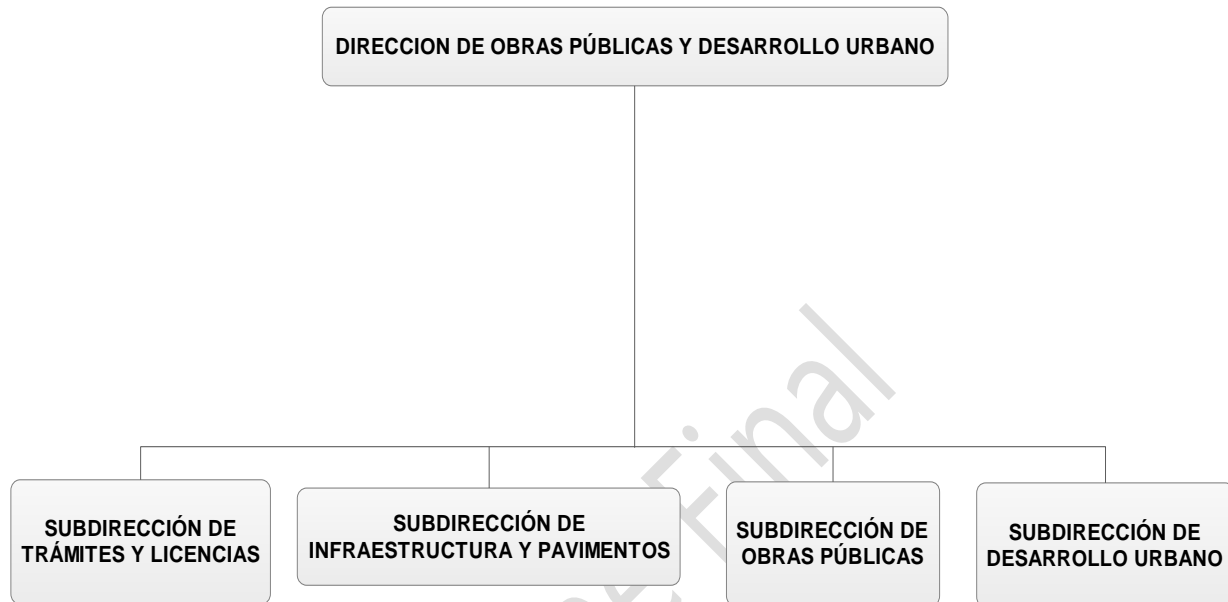 DIRECCION DE OBRAS PÚBLICAS Y DESARROLLO URBANO
SUBDIRECCIÓN DE
TRÁMITES Y LICENCIAS
SUBDIRECCIÓN DE
INFRAESTRUCTURA Y PAVIMENTOS
SUBDIRECCIÓN DE
OBRAS PÚBLICAS
SUBDIRECCIÓN DE
DESARROLLO URBANO
Final